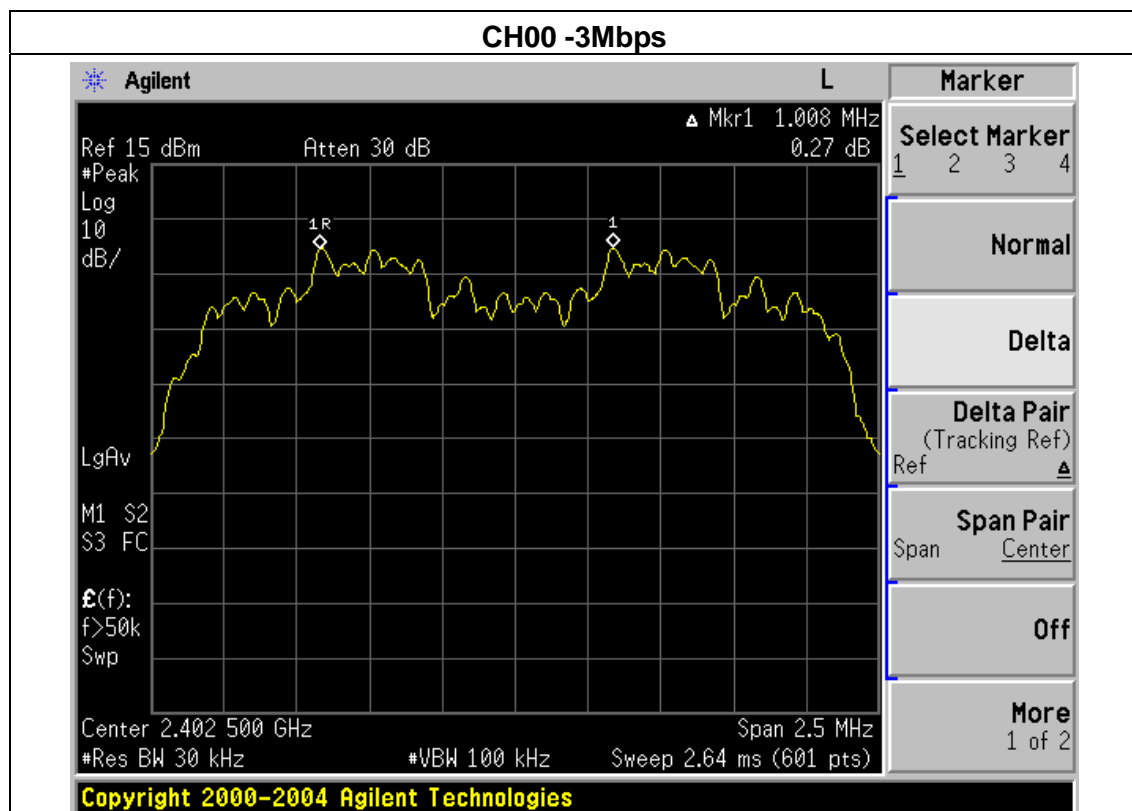 CH00 -3Mbps
Agilent
L
Marker
Δ Mkr1 1.008 MHz
Ref 15 dBm Atten 30 dB 0.27 dB
#Peak
Log
10
dB/
1R
1
LgAv
M1 S2
S3 FC
£(f):
f>50k
Swp
Center 2.402 500 GHz Span 2.5 MHz
#Res BW 30 kHz #VBW 100 kHz Sweep 2.64 ms (601 pts)
Copyright 2000-2004 Agilent Technologies
Select Marker
1 2 3 4
Normal
Delta
Delta Pair
(Tracking Ref)
Ref Δ
Span Pair
Span Center
Off
More
1 of 2